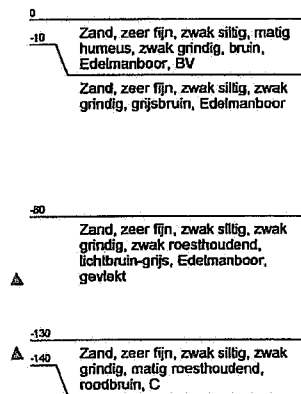 0
Zand, zeer fijn, zwak siltig, matig
-10
humeus, zwak grindig, bruin,
Edelmanboor, BV
Zand, zeer fijn, zwak siltig, zwak
grindig, grijsbruin, Edelmanboor
-80
Zand, zeer fijn, zwak siltig, zwak
grindig, zwak roesthoudend,
lichtbruin-grijs, Edelmanboor,
gevlekt
-130
Zand, zeer fijn, zwak siltig, zwak
-140
grindig, matig roesthoudend,
roodbruin, C